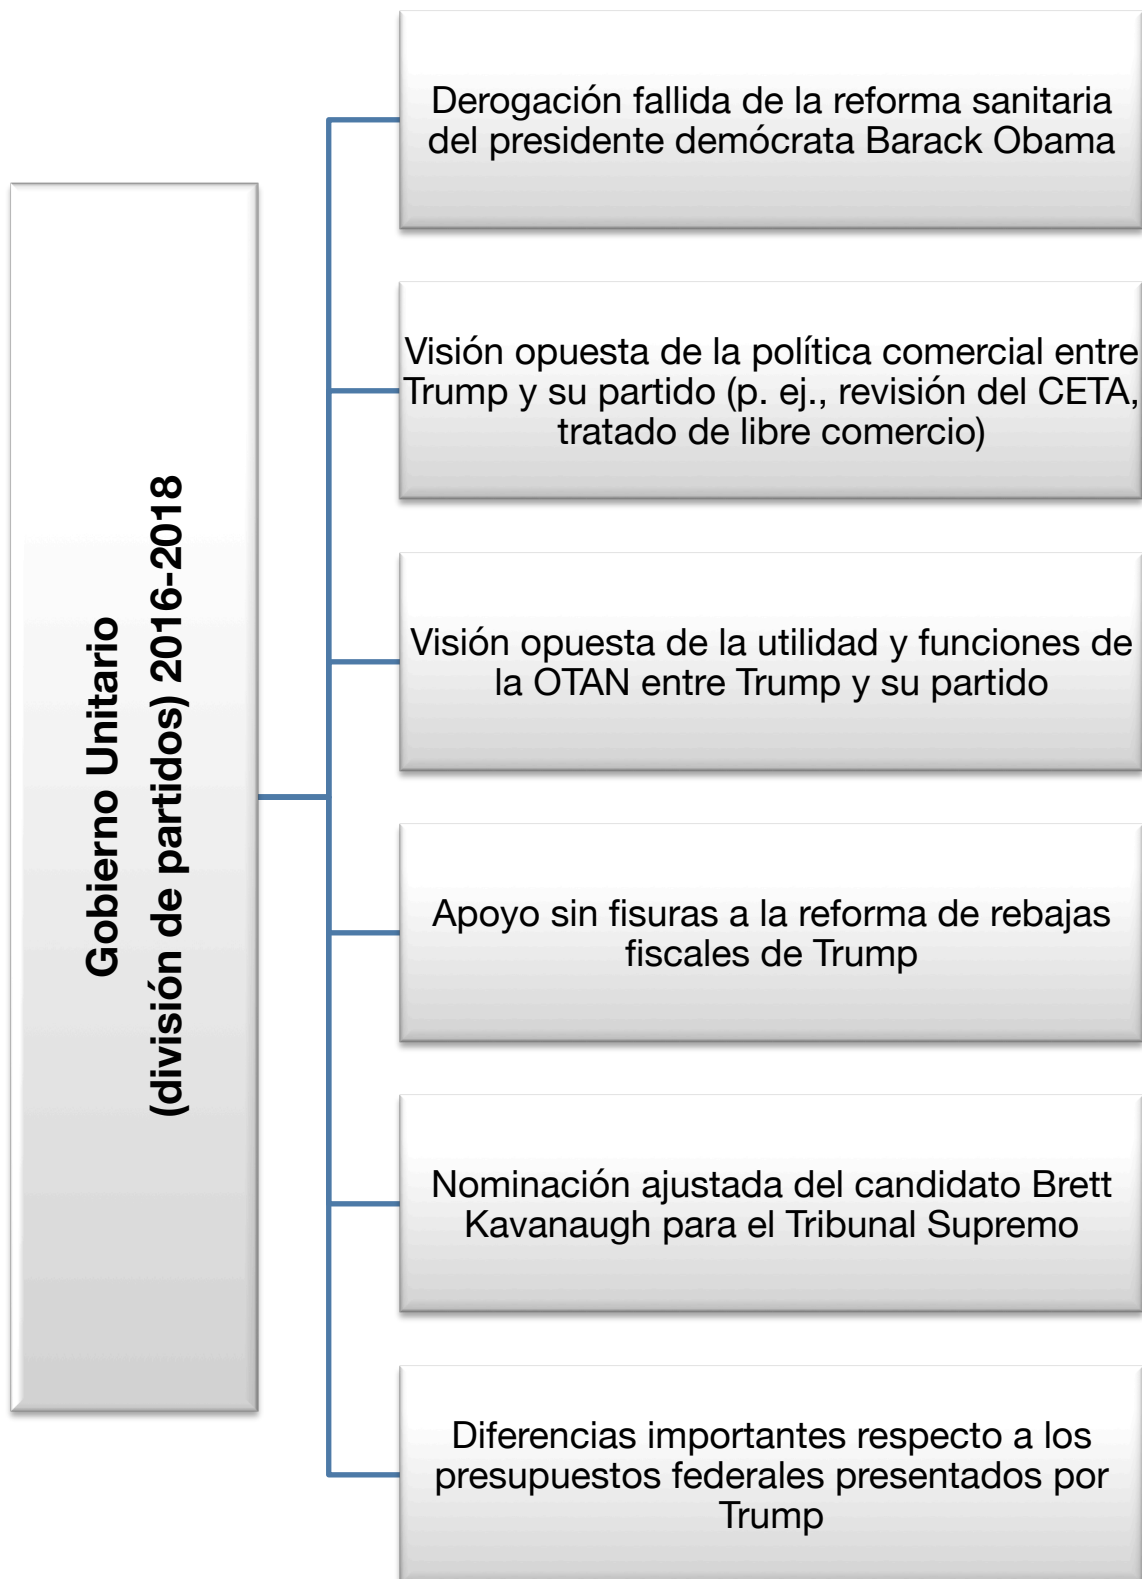 Gobierno Unitario
(división de partidos) 2016-2018
Derogación fallida de la reforma sanitaria
del presidente demócrata Barack Obama
Visión opuesta de la política comercial entre
Trump y su partido (p. ej., revisión del CETA,
tratado de libre comercio)
Visión opuesta de la utilidad y funciones de
la OTAN entre Trump y su partido
Apoyo sin fisuras a la reforma de rebajas
fiscales de Trump
Nominación ajustada del candidato Brett
Kavanaugh para el Tribunal Supremo
Diferencias importantes respecto a los
presupuestos federales presentados por
Trump